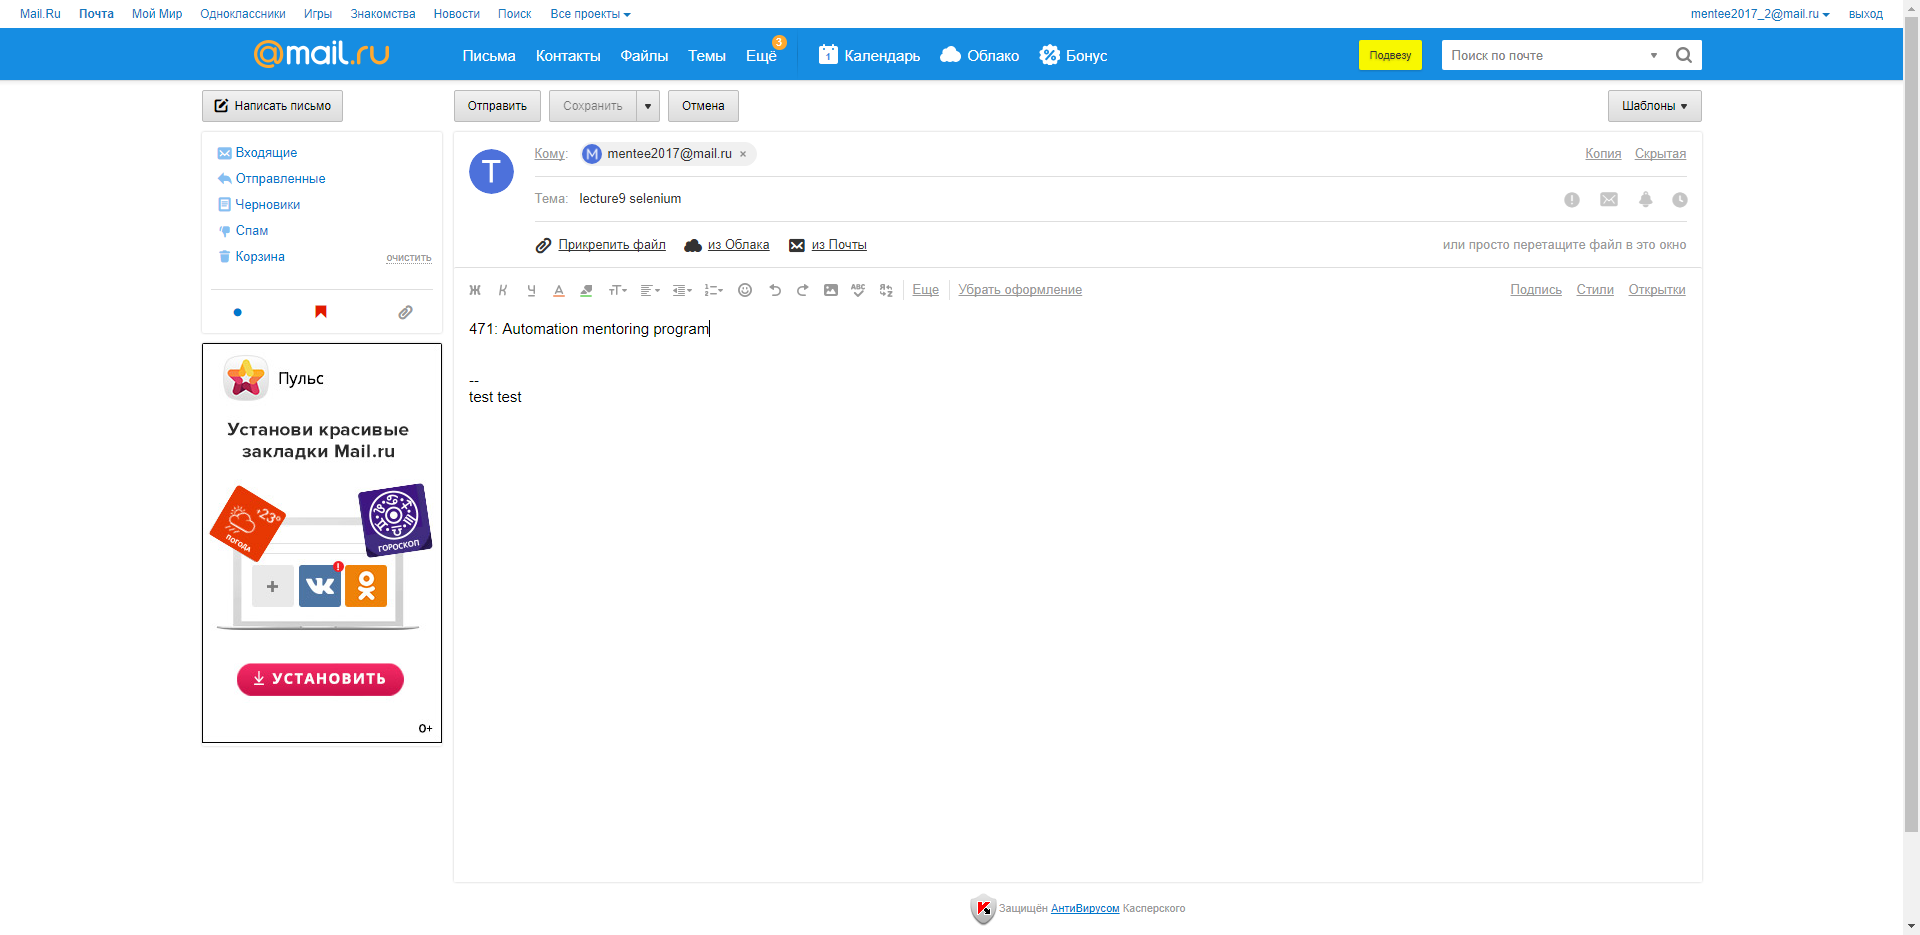 Mail.Ru Почта Мой Мир Одноклассники Игры Знакомства Новости Поиск Все проекты mentee2017_2@mail.ru выход
@mail.ru Письма Контакты Файлы Темы Ещё 3 1 Календарь Облако Бонус Подвезу Поиск по почте
Написать письмо Отправить Сохранить Отмена Шаблоны
Входящие
Отправленные
Черновики
Спам
Корзина очистить
T Кому: M mentee2017@mail.ru × Копия Скрытая
Тема: lecture9 selenium
Прикрепить файл из Облака из Почты или просто перетащите файл в это окно
Ж К Ч А тТ ABC Еще Убрать оформление Подпись Стили Открытки
471: Automation mentoring program
--
test test
Пульс
Установи красивые
закладки Mail.ru
+23°
ПОГОДА
ГОРОСКОП
+ !
УСТАНОВИТЬ
0+
Защищён АнтиВирусом Касперского